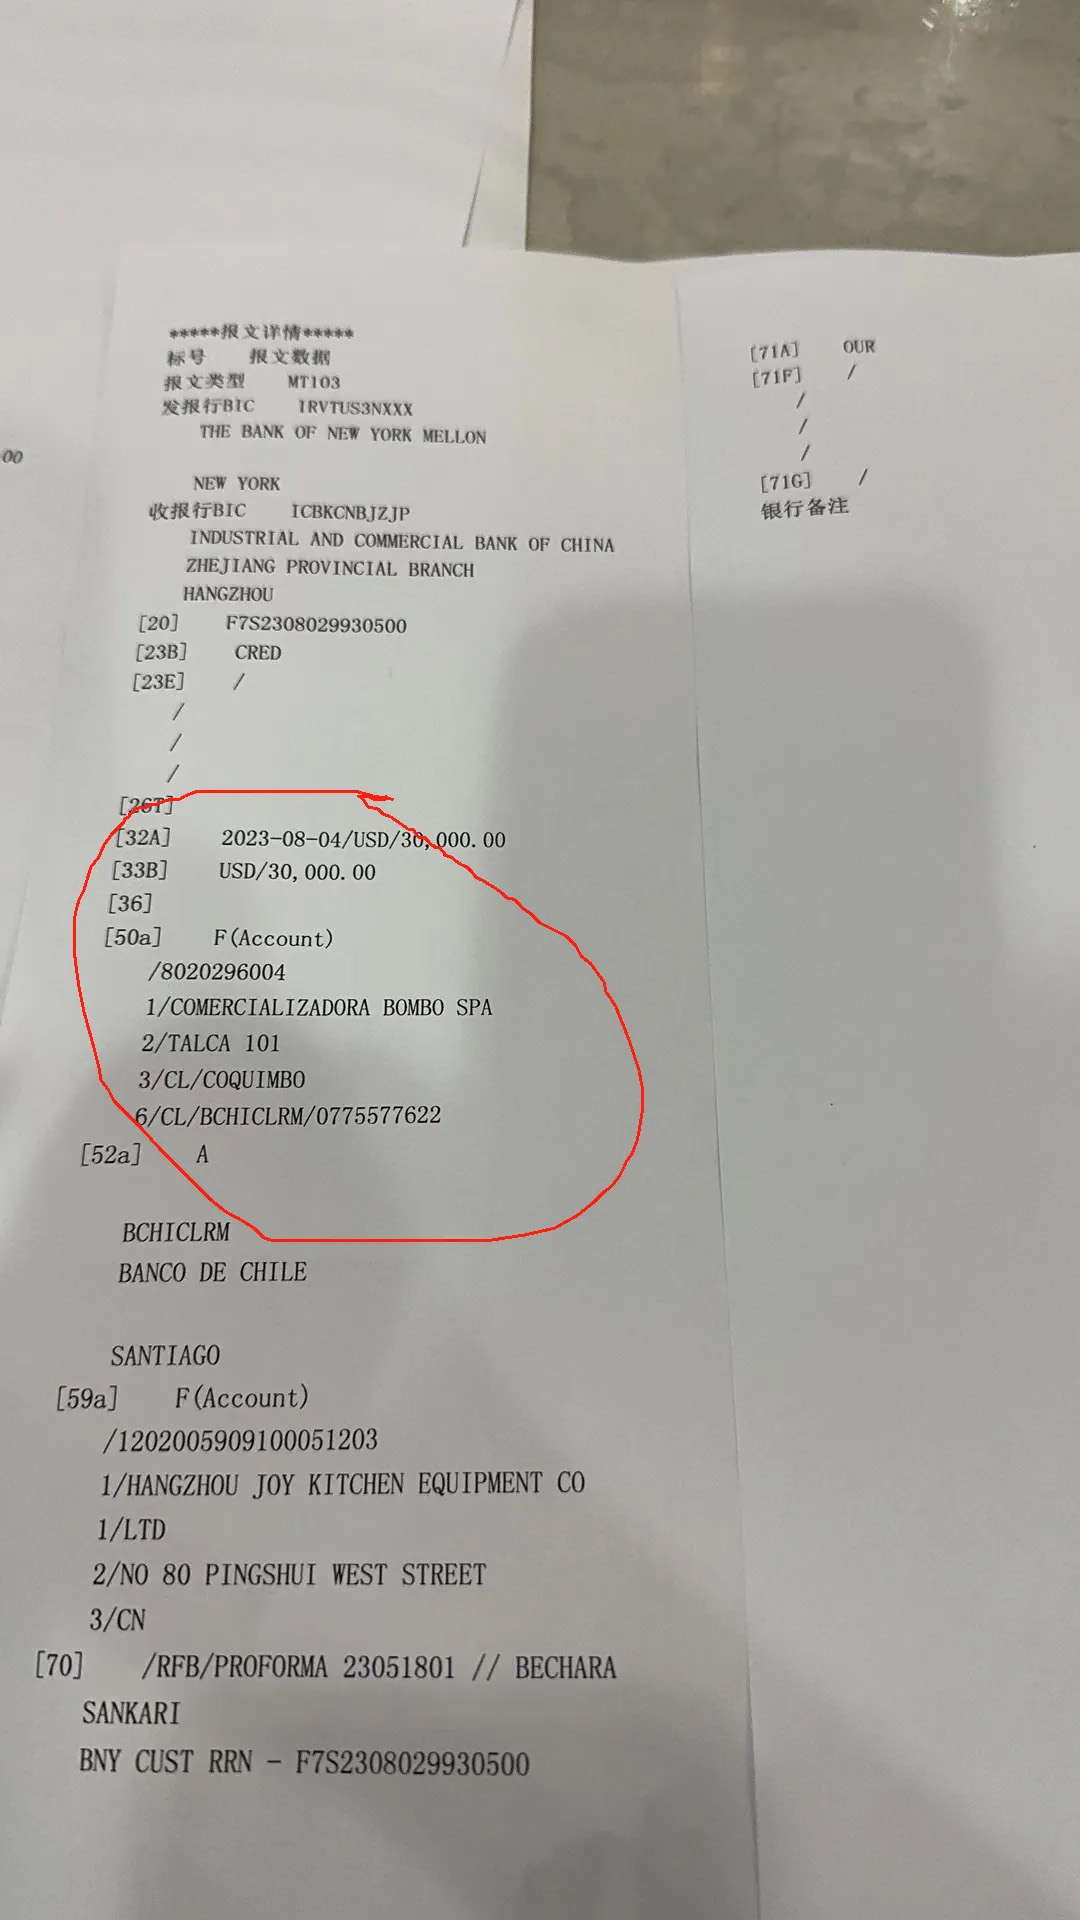 *****报文详情*****
标号 报文数据
报文类型 MT103
发报行BIC IRVTUS3NXXX
THE BANK OF NEW YORK MELLON
NEW YORK
收报行BIC ICBKCNBJZJP
INDUSTRIAL AND COMMERCIAL BANK OF CHINA
ZHEJIANG PROVINCIAL BRANCH
HANGZHOU
[20] F7S2308029930500
[23B] CRED
[23E] /
/
/
/
[26T]
[32A] 2023-08-04/USD/30,000.00
[33B] USD/30,000.00
[36]
[50a] F(Account)
/8020296004
1/COMERCIALIZADORA BOMBO SPA
2/TALCA 101
3/CL/COQUIMBO
6/CL/BCHICLRM/0775577622
[52a] A
BCHICLRM
BANCO DE CHILE
SANTIAGO
[59a] F(Account)
/1202005909100051203
1/HANGZHOU JOY KITCHEN EQUIPMENT CO
1/LTD
2/NO 80 PINGSHUI WEST STREET
3/CN
[70] /RFB/PROFORMA 23051801 // BECHARA
SANKARI
BNY CUST RRN - F7S2308029930500
[71A] OUR
[71F] /
/
/
/
[71G] /
银行备注
00